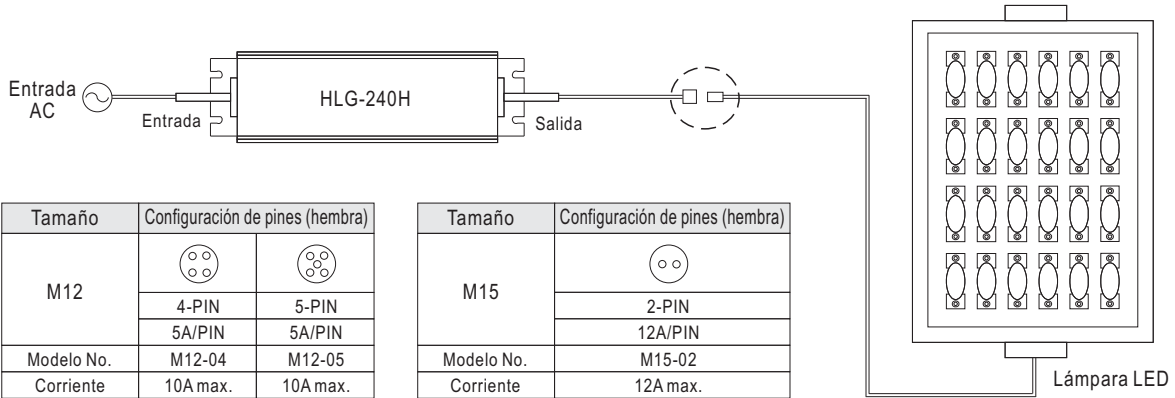 Entrada
AC
Entrada
HLG-240H
Salida
Tamaño Configuración de pines (hembra)
M12
4-PIN 5-PIN
5A/PIN 5A/PIN
Modelo No. M12-04 M12-05
Corriente 10A max. 10A max.
Tamaño Configuración de pines (hembra)
M15
2-PIN
12A/PIN
Modelo No. M15-02
Corriente 12A max.
Lámpara LED